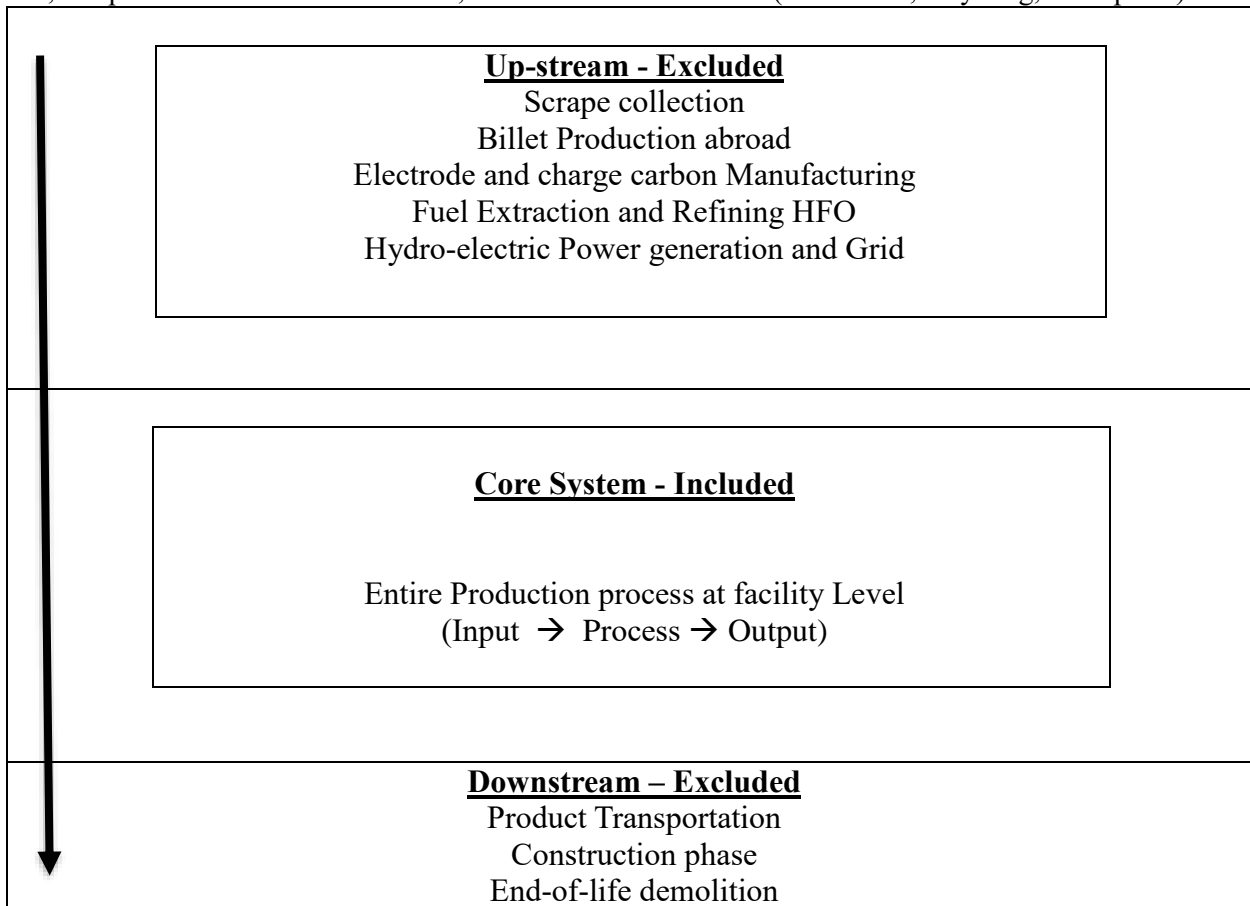 Up-stream - Excluded
Scrape collection
Billet Production abroad
Electrode and charge carbon Manufacturing
Fuel Extraction and Refining HFO
Hydro-electric Power generation and Grid
Core System - Included
Entire Production process at facility Level
(Input → Process → Output)
Downstream – Excluded
Product Transportation
Construction phase
End-of-life demolition